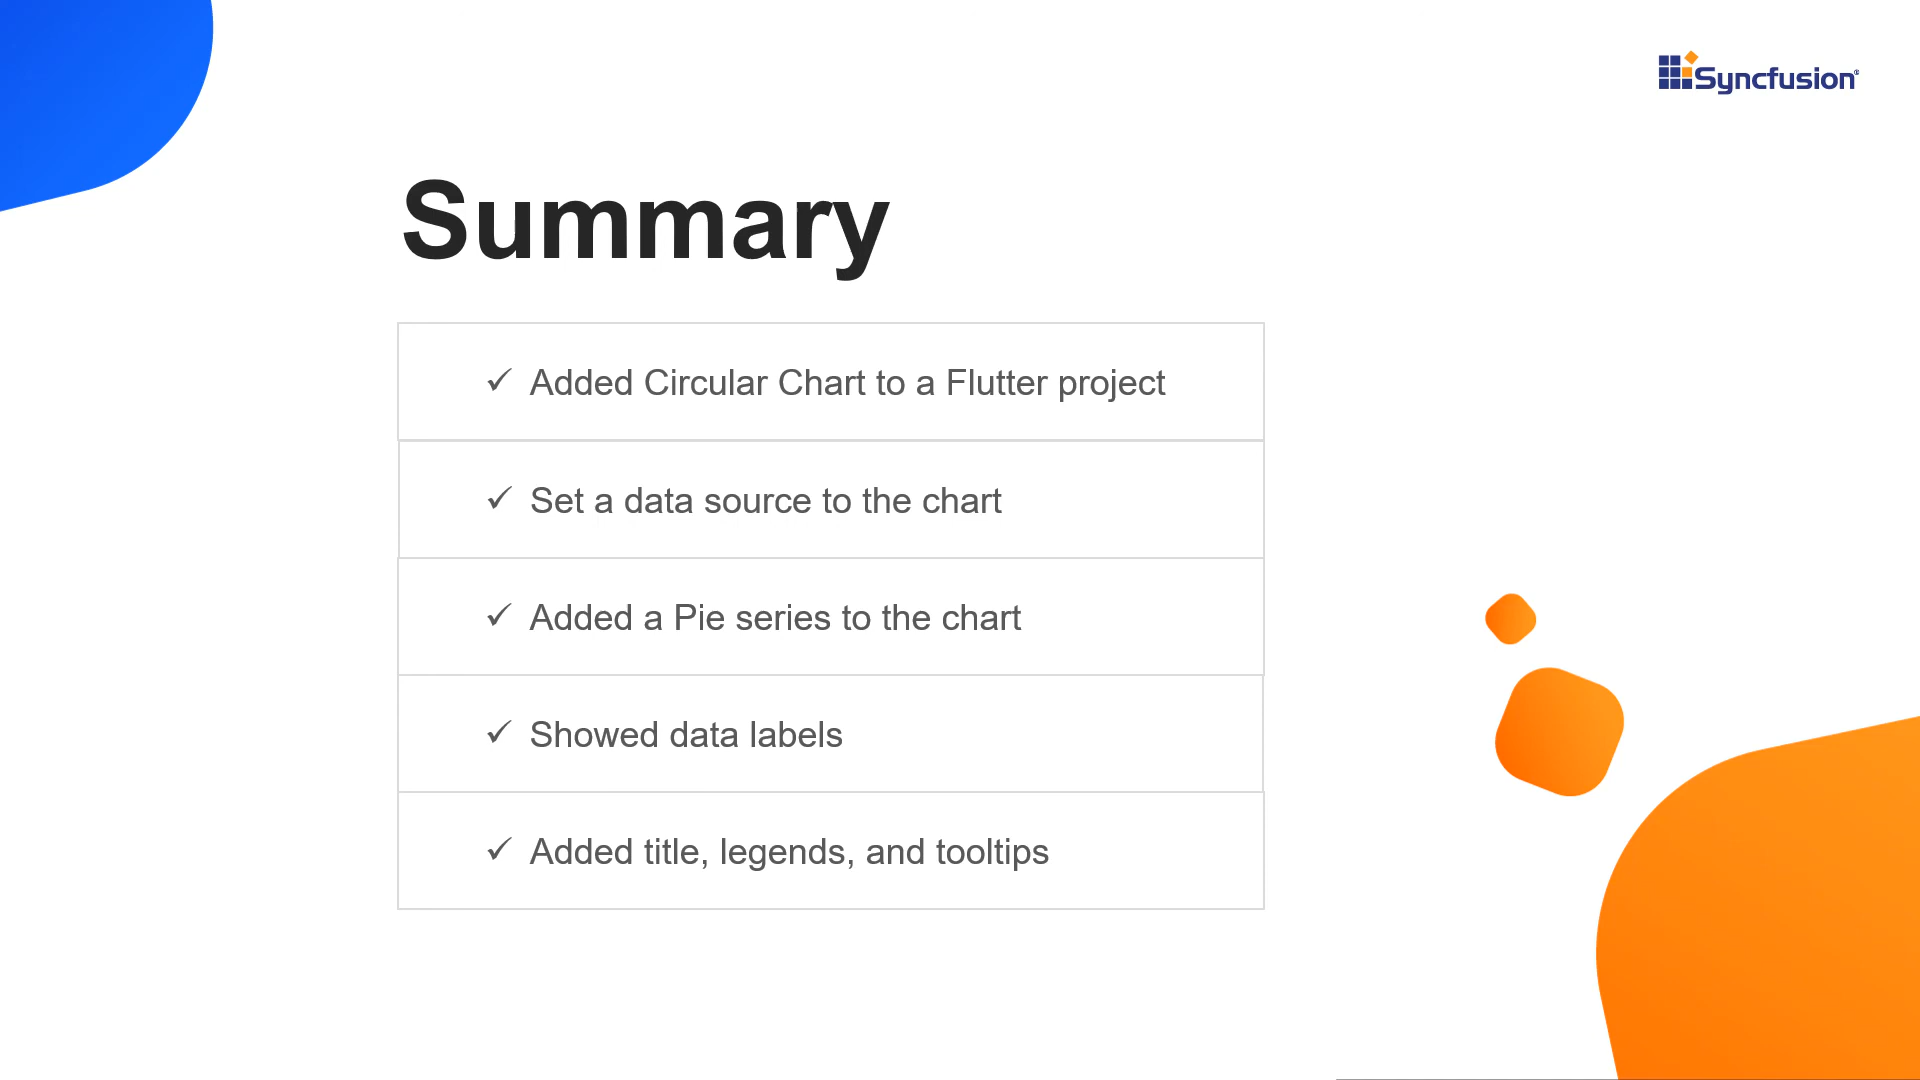 Syncfusion®
Summary
✓ Added Circular Chart to a Flutter project
✓ Set a data source to the chart
✓ Added a Pie series to the chart
✓ Showed data labels
✓ Added title, legends, and tooltips